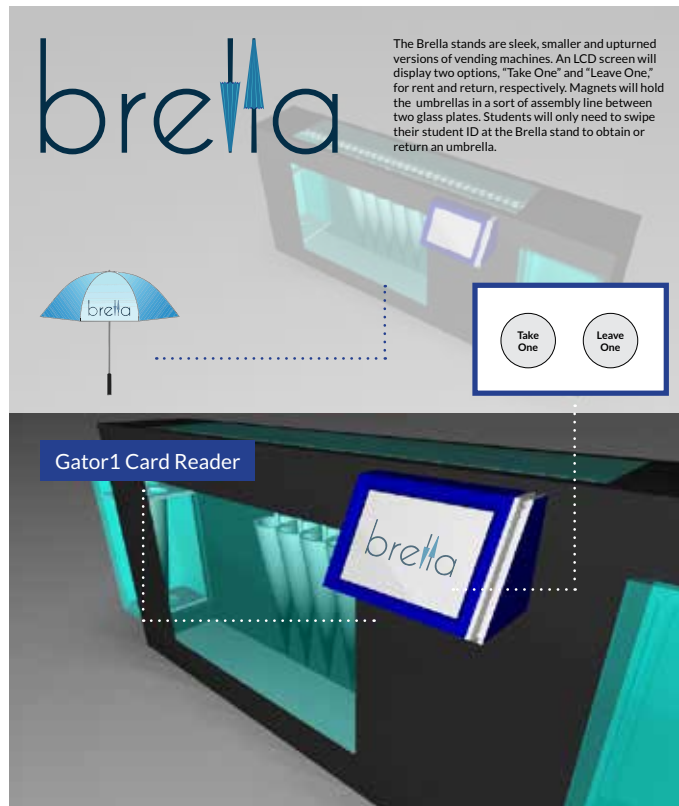 brella
The Brella stands are sleek, smaller and upturned
versions of vending machines. An LCD screen will
display two options, “Take One” and “Leave One,”
for rent and return, respectively. Magnets will hold
the umbrellas in a sort of assembly line between
two glass plates. Students will only need to swipe
their student ID at the Brella stand to obtain or
return an umbrella.
brella
Take
One
Leave
One
Gator1 Card Reader
brella